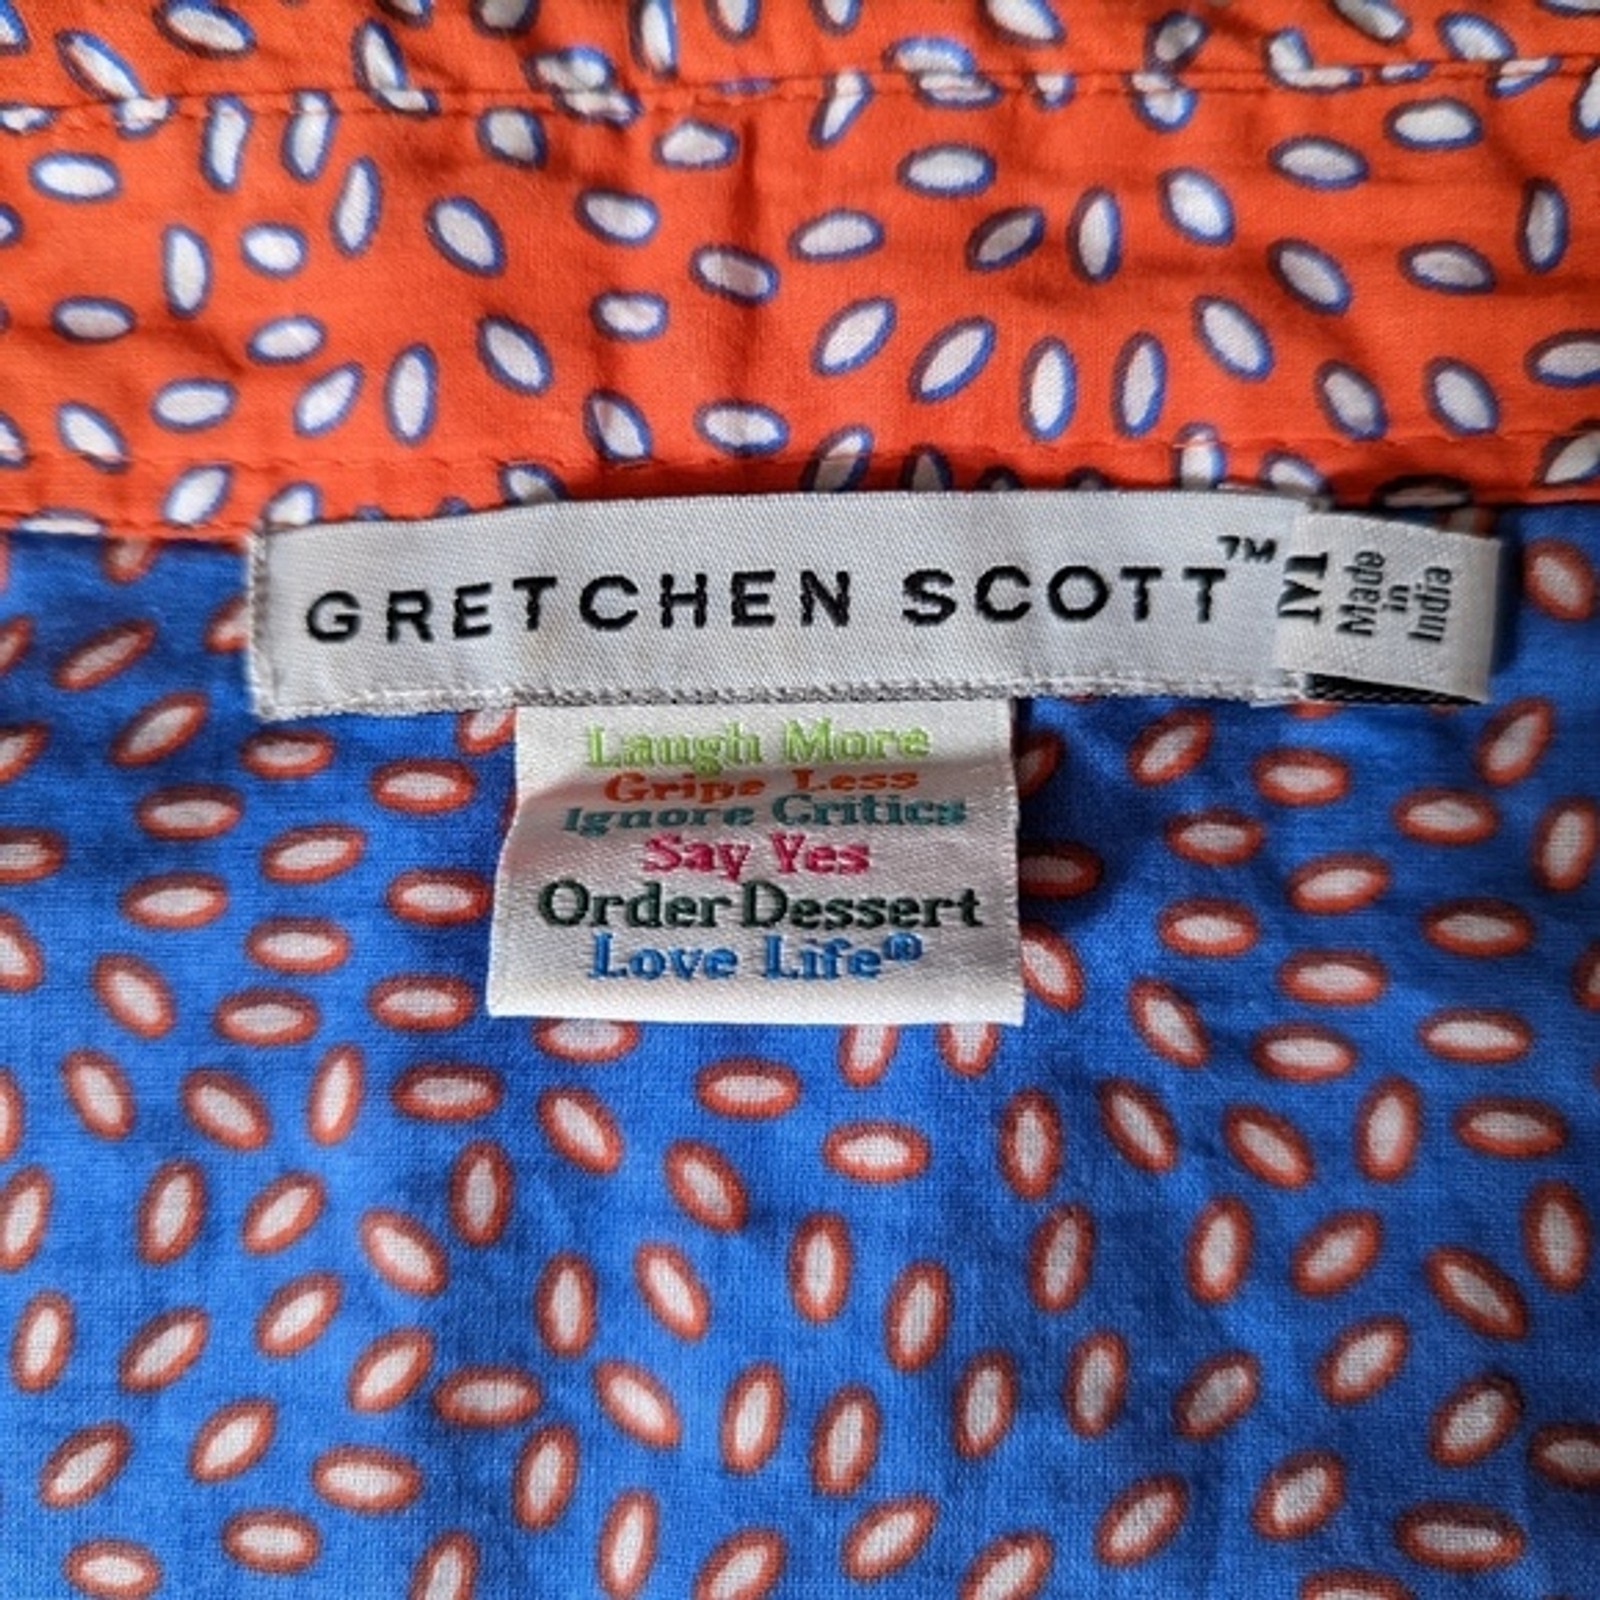 GRETCHEN SCOTT™
M
Made
in
India
Laugh More
Gripe Less
Ignore Critics
Say Yes
Order Dessert
Love Life®